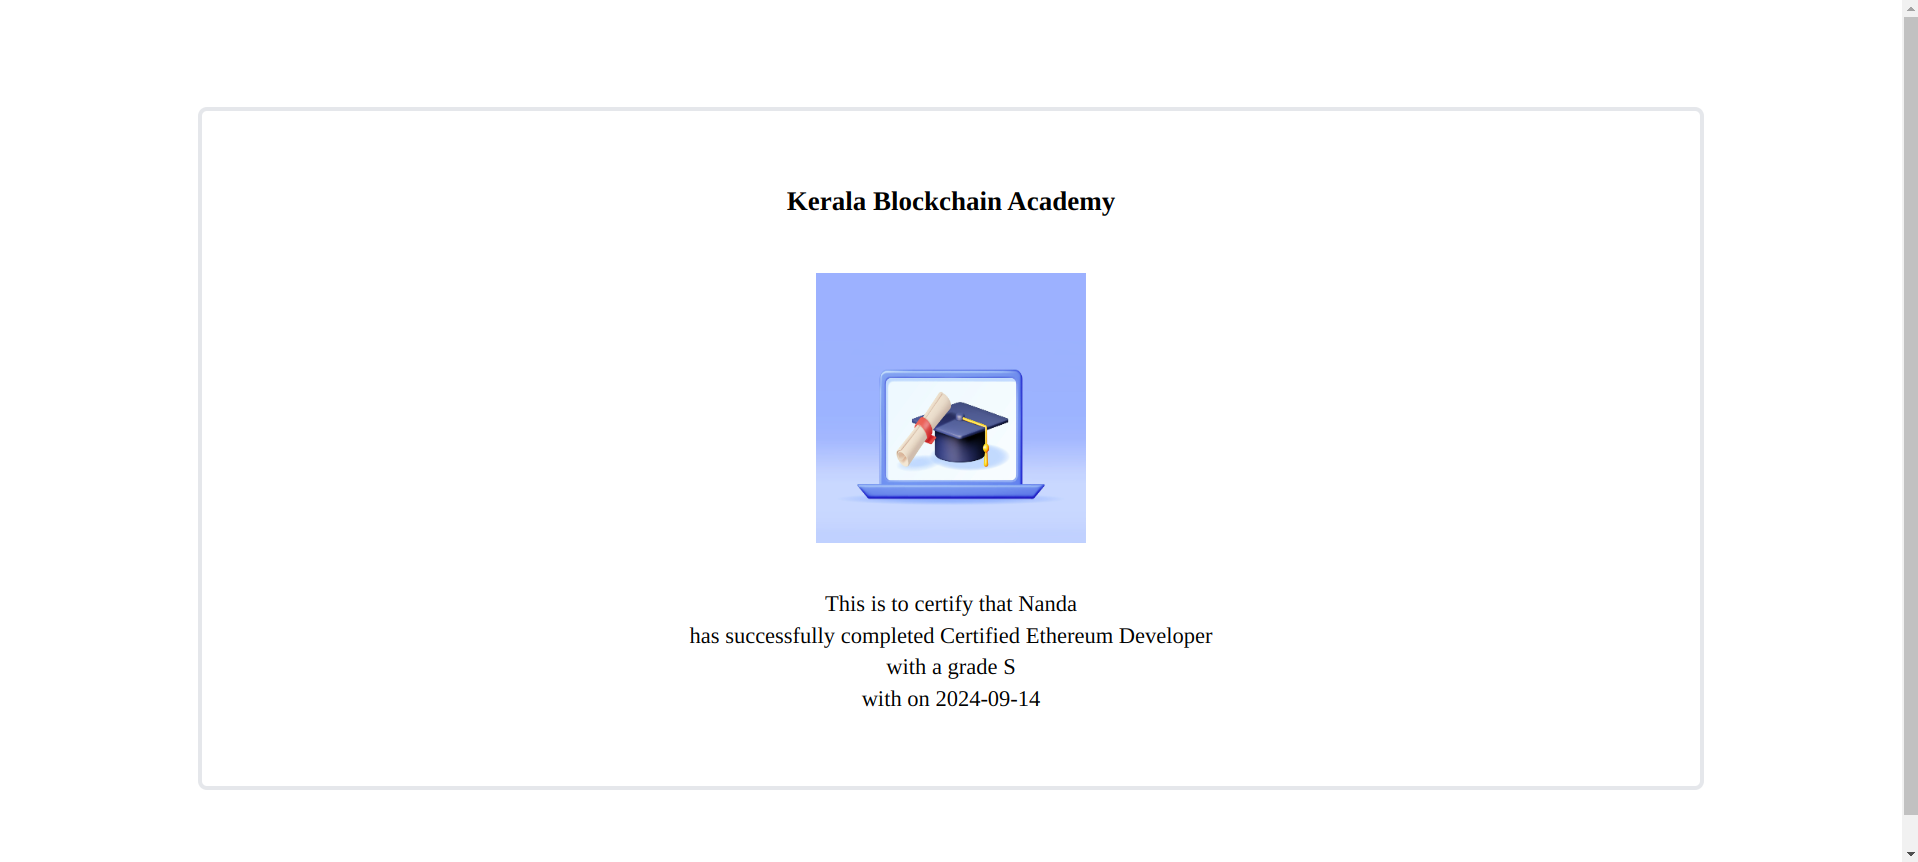 Kerala Blockchain Academy
This is to certify that Nanda
has successfully completed Certified Ethereum Developer
with a grade S
with on 2024-09-14